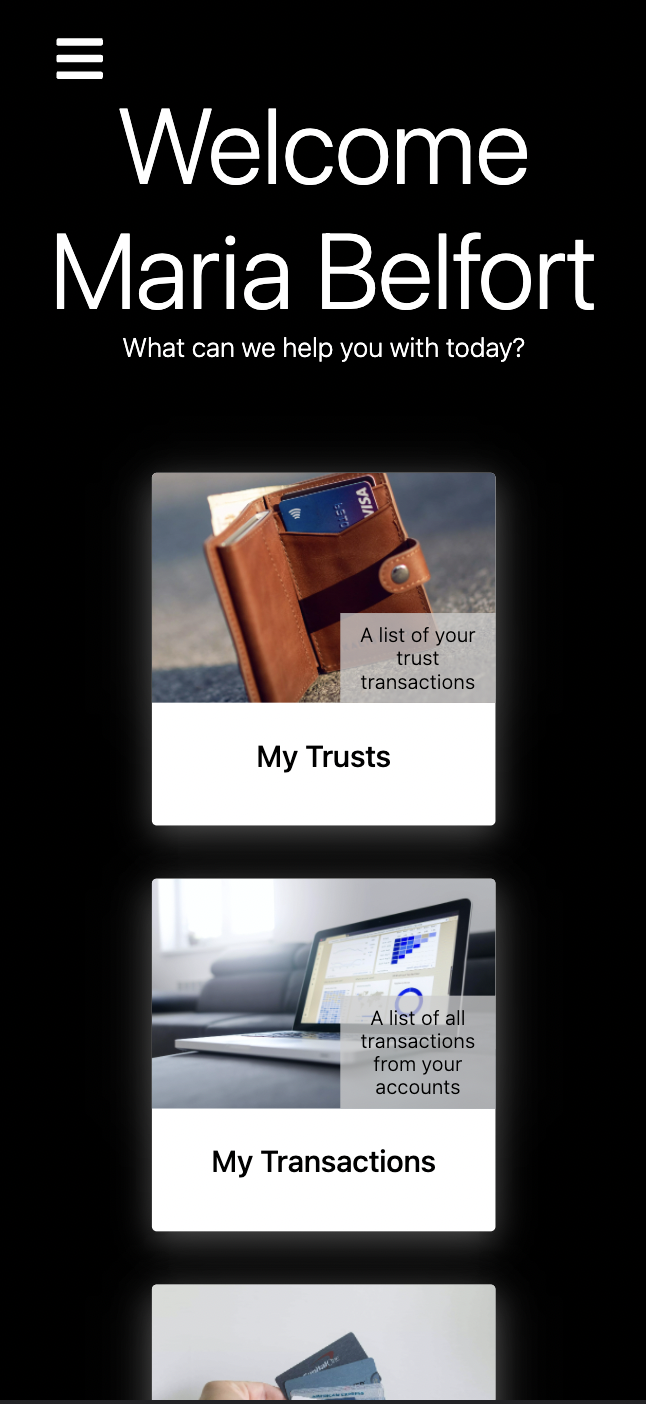 Welcome
Maria Belfort
What can we help you with today?
VISA
A list of your
trust
transactions
My Trusts
A list of all
transactions
from your
accounts
My Transactions